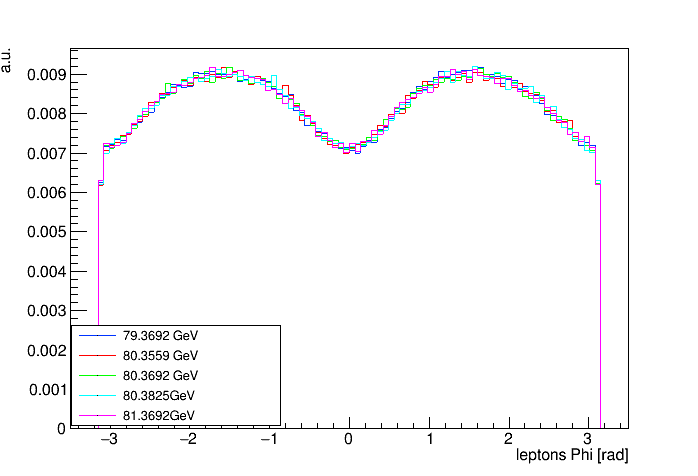 a.u.
0.009
0.008
0.007
0.006
0.005
0.004
0.003
0.002
0.001
0
79.3692 GeV
80.3559 GeV
80.3692 GeV
80.3825GeV
81.3692GeV
−3 −2 −1 0 1 2 3
leptons Phi [rad]